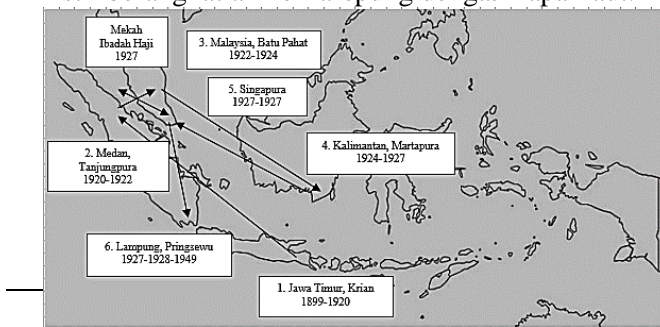 Mekah
Ibadah Haji
1927
3. Malaysia, Batu Pahat
1922-1924
5. Singapura
1927-1927
4. Kalimantan, Martapura
1924-1927
2. Medan,
Tanjungpura
1920-1922
6. Lampung, Pringsewu
1927-1928-1949
1. Jawa Timur, Krian
1899-1920